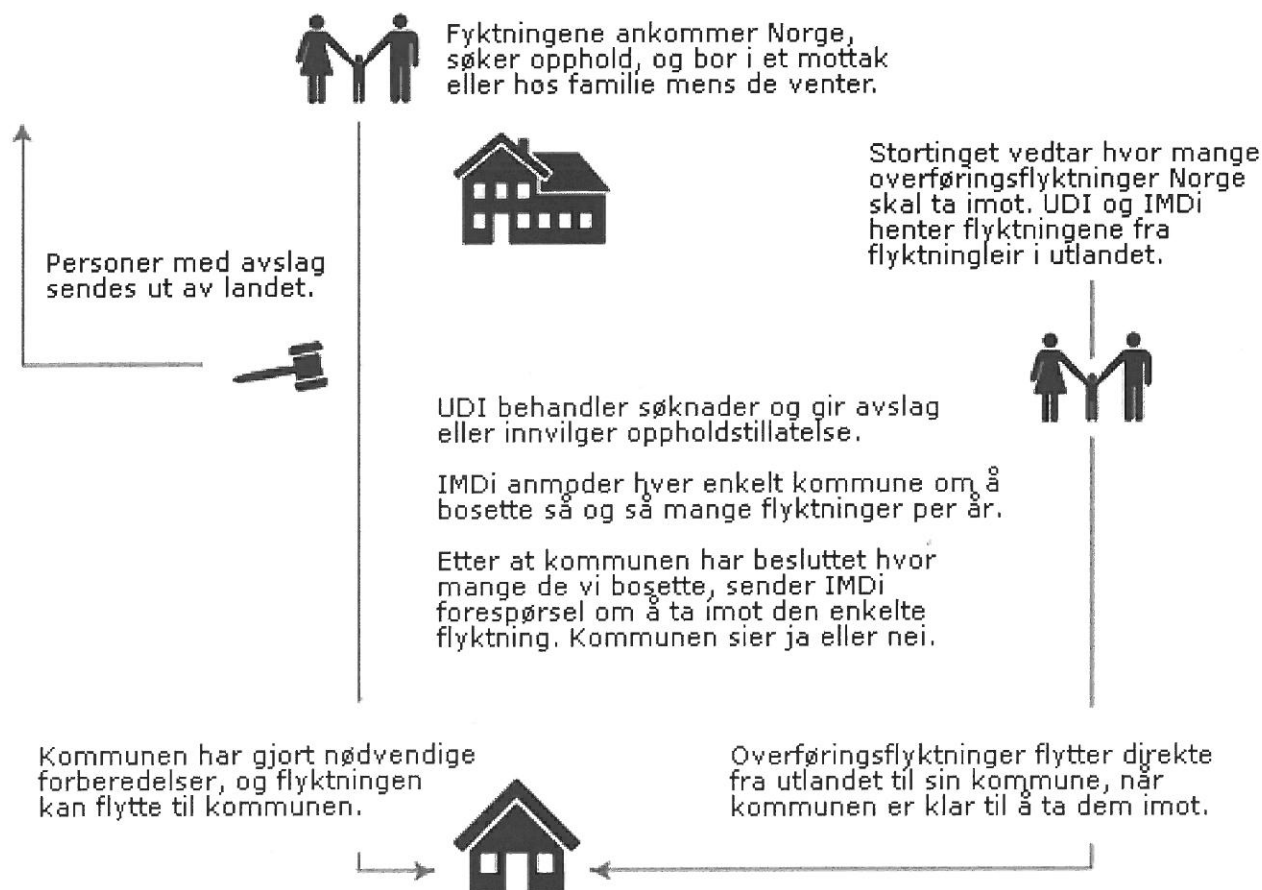 Fyktningene ankommer Norge,
søker opphold, og bor i et mottak
eller hos familie mens de venter.
Stortinget vedtar hvor mange
overføringsflyktninger Norge
skal ta imot. UDI og IMDi
henter flyktningene fra
flyktningleir i utlandet.
Personer med avslag
sendes ut av landet.
UDI behandler søknader og gir avslag
eller innvilger oppholdstillatelse.
IMDi anmoder hver enkelt kommune om å
bosette så og så mange flyktninger per år.
Etter at kommunen har besluttet hvor
mange de vi bosette, sender IMDi
forespørsel om å ta imot den enkelte
flyktning. Kommunen sier ja eller nei.
Kommunen har gjort nødvendige
forberedelser, og flyktningen
kan flytte til kommunen.
Overføringsflyktninger flytter direkte
fra utlandet til sin kommune, når
kommunen er klar til å ta dem imot.